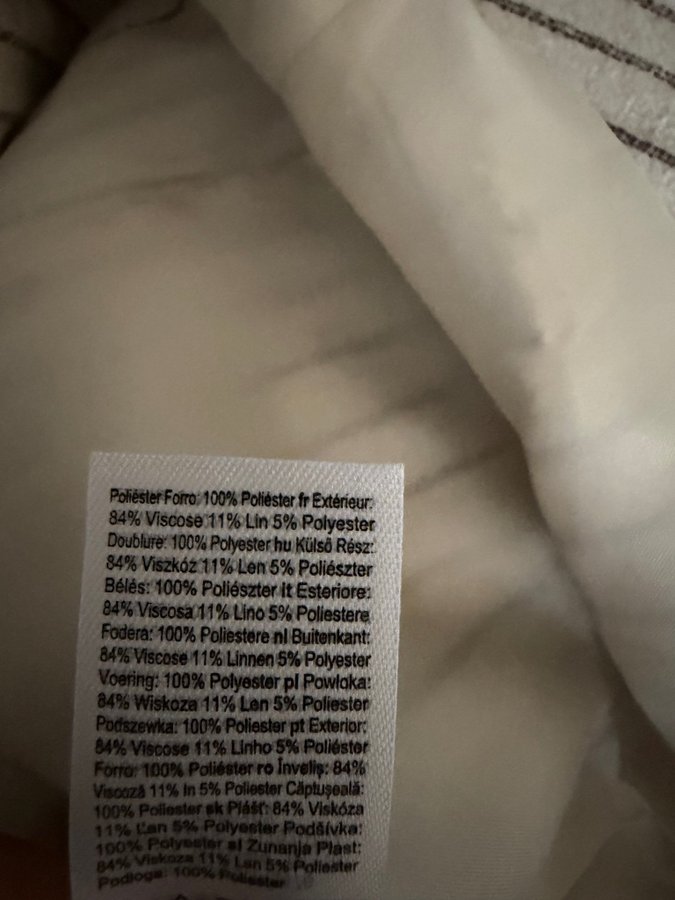 Poliéster Forro: 100% Poliéster fr Extérieur:
84% Viscose 11% Lin 5% Polyester
Doublure: 100% Polyester hu Külső Rész:
84% Viszkóz 11% Len 5% Poliészter
Bélés: 100% Poliészter it Esteriore:
84% Viscosa 11% Lino 5% Poliestere
Fodera: 100% Poliestere nl Buitenkant:
84% Viscose 11% Linnen 5% Polyester
Voering: 100% Polyester pl Powłoka:
84% Wiskoza 11% Len 5% Poliester
Podszewka: 100% Poliester pt Exterior:
84% Viscose 11% Linho 5% Poliéster
Forro: 100% Poliéster ro Înveliş: 84%
Viscoză 11% In 5% Poliester Căptuşeală:
100% Poliester sk Plášť: 84% Viskóza
11% Ľan 5% Polyester Podšívka:
100% Polyester sl Zunanja Plast:
84% Viskoza 11% Lan 5% Poliester
Podloga: 100% Poliester